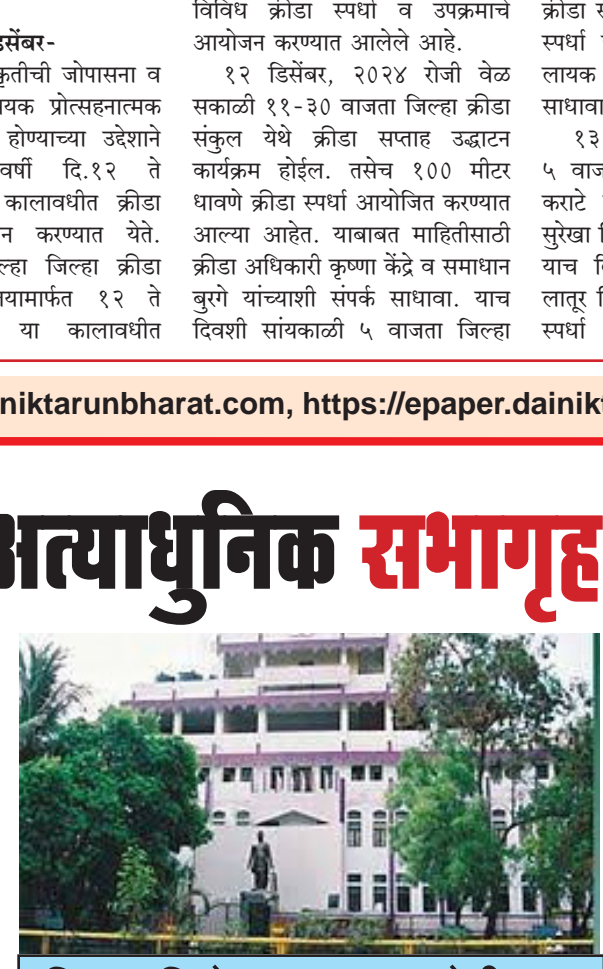 डिसेंबर-
जोपासना व
प्रोत्सहनात्मक
होण्याच्या उद्देशाने
वर्षी दि.१२ ते
कालावधीत क्रीडा
करण्यात येते.
जिल्हा क्रीडा
१२ ते
या कालावधीत
विविध क्रीडा स्पर्धा व उपक्रमाचे
आयोजन करण्यात आलेले आहे.
१२ डिसेंबर, २०२४ रोजी वेळ
सकाळी ११-३० वाजता जिल्हा क्रीडा
संकुल येथे क्रीडा सप्ताह उद्घाटन
कार्यक्रम होईल. तसेच १०० मीटर
धावणे क्रीडा स्पर्धा आयोजित करण्यात
आल्या आहेत. याबाबत माहितीसाठी
क्रीडा अधिकारी कृष्णा केंद्रे व समाधान
बुरगे यांच्याशी संपर्क साधावा. याच
दिवशी सांयकाळी ५ वाजता जिल्हा
क्रीडा
स्पर्धा
लायक
साधावा
१३
५
कराटे
सुरेखा
याच
लातूर
स्पर्धा
niktarunbharat.com, https://epaper.dainikt
अत्याधुनिक सभागृह